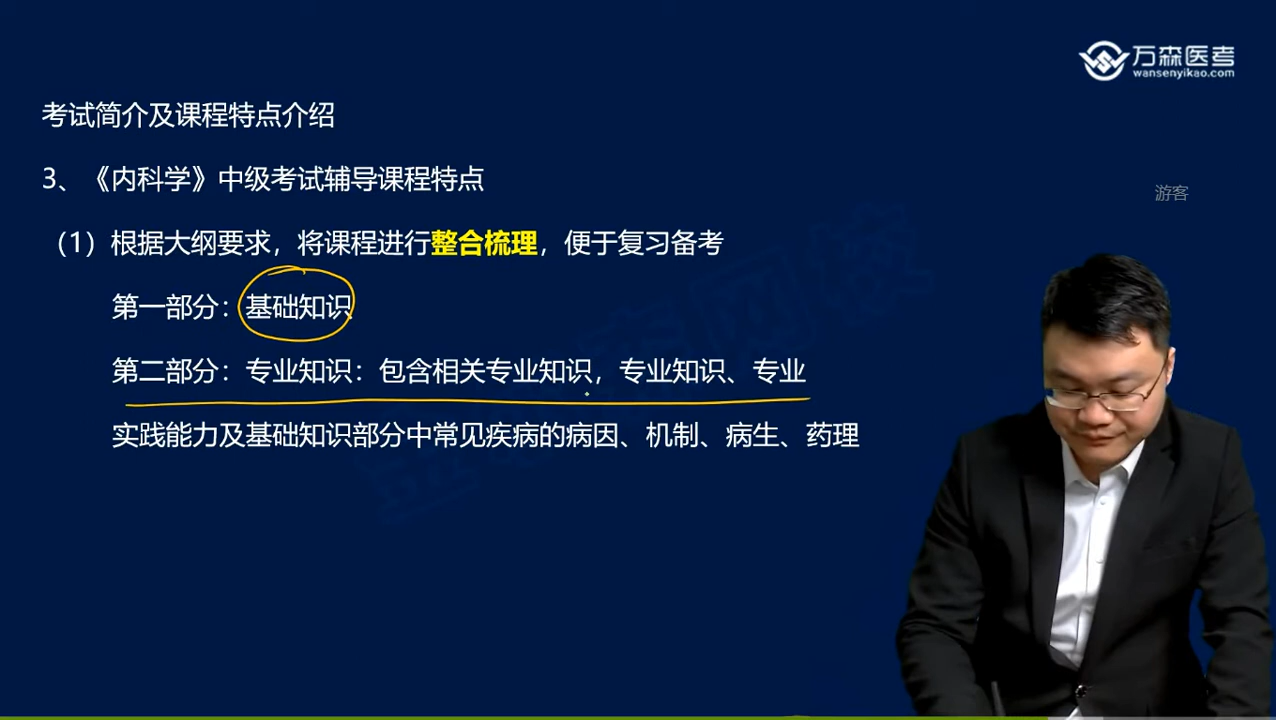 万森医考
wansenyikao.com
考试简介及课程特点介绍
3、《内科学》中级考试辅导课程特点
游客
（1）根据大纲要求，将课程进行整合梳理，便于复习备考
第一部分：基础知识
第二部分：专业知识：包含相关专业知识，专业知识、专业
实践能力及基础知识部分中常见疾病的病因、机制、病生、药理